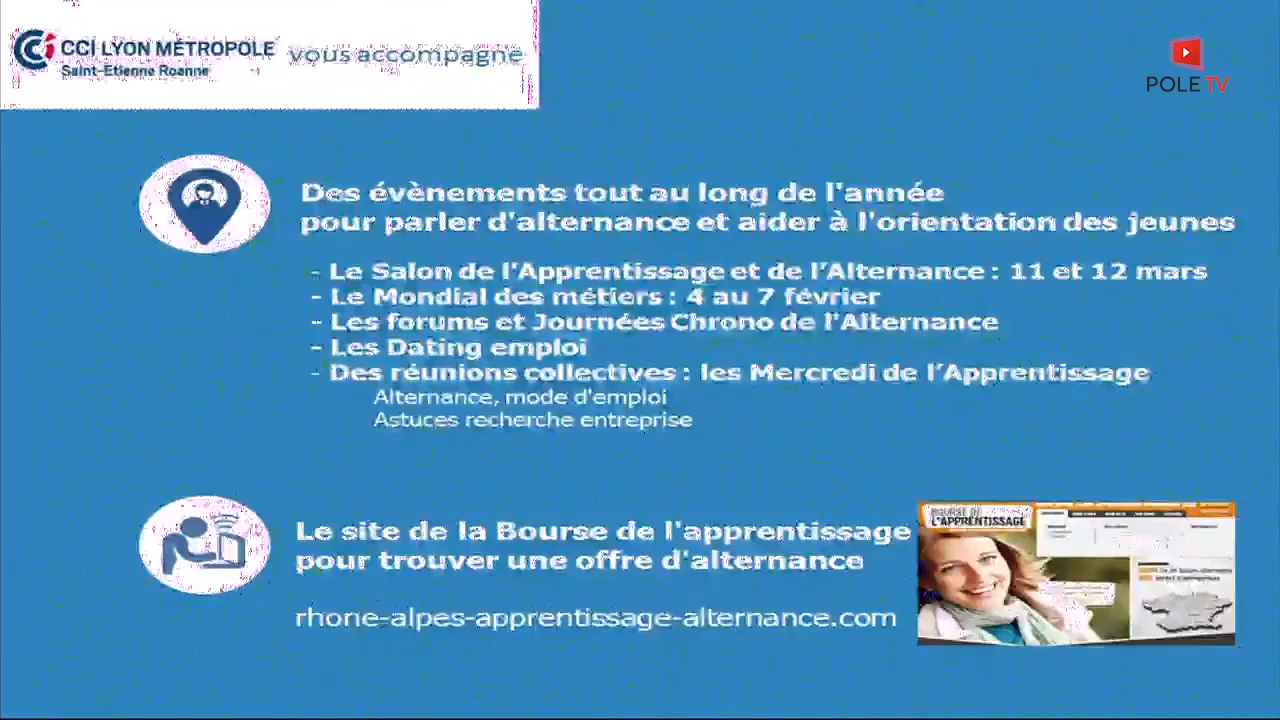 CCI LYON MÉTROPOLE
Saint-Etienne Roanne
vous accompagne
POLE TV
Des évènements tout au long de l'année
pour parler d'alternance et aider à l'orientation des jeunes
- Le Salon de l'Apprentissage et de l'Alternance : 11 et 12 mars
- Le Mondial des métiers : 4 au 7 février
- Les forums et Journées Chrono de l'Alternance
- Les Dating emploi
- Des réunions collectives : les Mercredi de l'Apprentissage
Alternance, mode d'emploi
Astuces recherche entreprise
Le site de la Bourse de l'apprentissage
pour trouver une offre d'alternance
rhone-alpes-apprentissage-alternance.com
BOURSE DE
L'APPRENTISSAGE